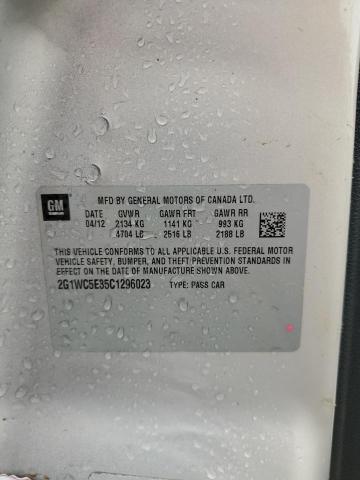 GM
MFD BY GENERAL MOTORS OF CANADA LTD.
DATE GVWR GAWR FRT GAWR RR
04/12 2134 KG 1141 KG 993 KG
4704 LB 2516 LB 2188 LB
THIS VEHICLE CONFORMS TO ALL APPLICABLE U.S. FEDERAL MOTOR
VEHICLE SAFETY, BUMPER, AND THEFT PREVENTION STANDARDS IN
EFFECT ON THE DATE OF MANUFACTURE SHOWN ABOVE.
2G1WC5E35C1296023 TYPE: PASS CAR